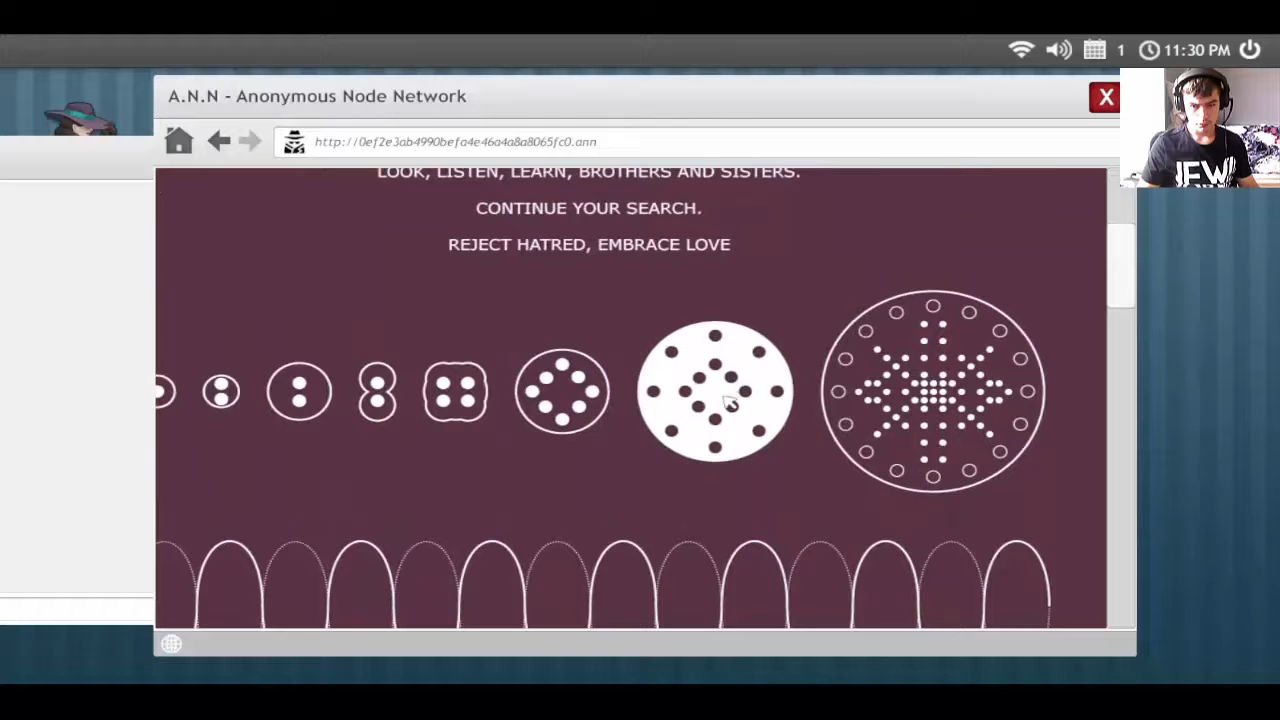 1 11:30 PM
A.N.N - Anonymous Node Network
X
http://0ef2e3ab4990befa4e46a4a8a8065fc0.ann
LOOK, LISTEN, LEARN, BROTHERS AND SISTERS.
CONTINUE YOUR SEARCH.
REJECT HATRED, EMBRACE LOVE